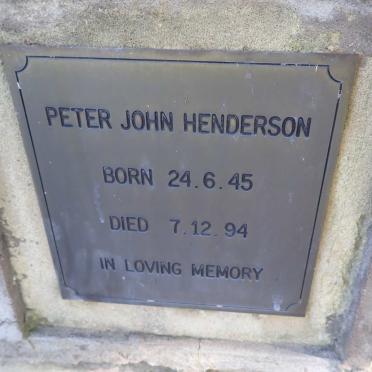 PETER JOHN HENDERSON
BORN 24.6.45
DIED 7.12.94
IN LOVING MEMORY